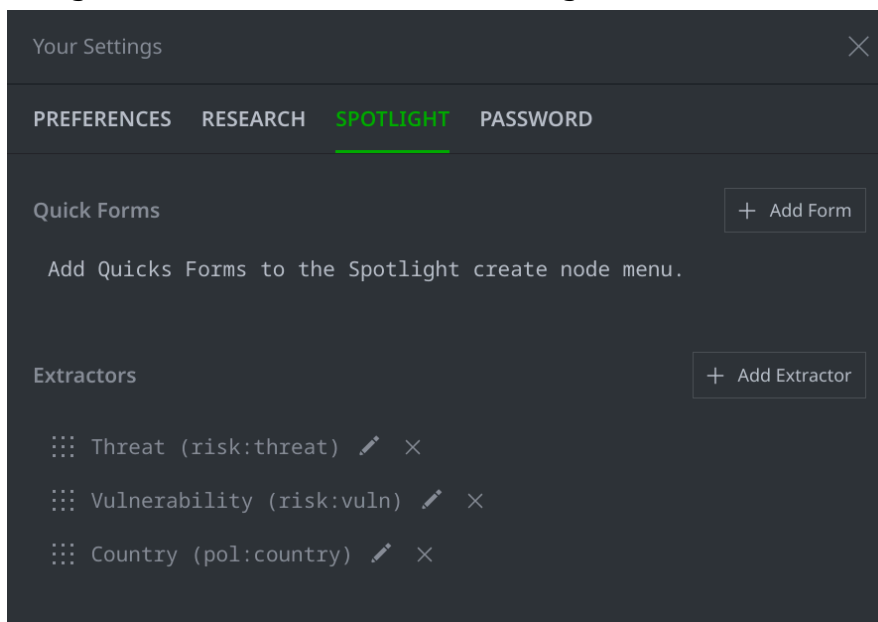 Your Settings
PREFERENCES RESEARCH SPOTLIGHT PASSWORD
Quick Forms
+ Add Form
Add Quicks Forms to the Spotlight create node menu.
Extractors
+ Add Extractor
Threat (risk:threat)
Vulnerability (risk:vuln)
Country (pol:country)